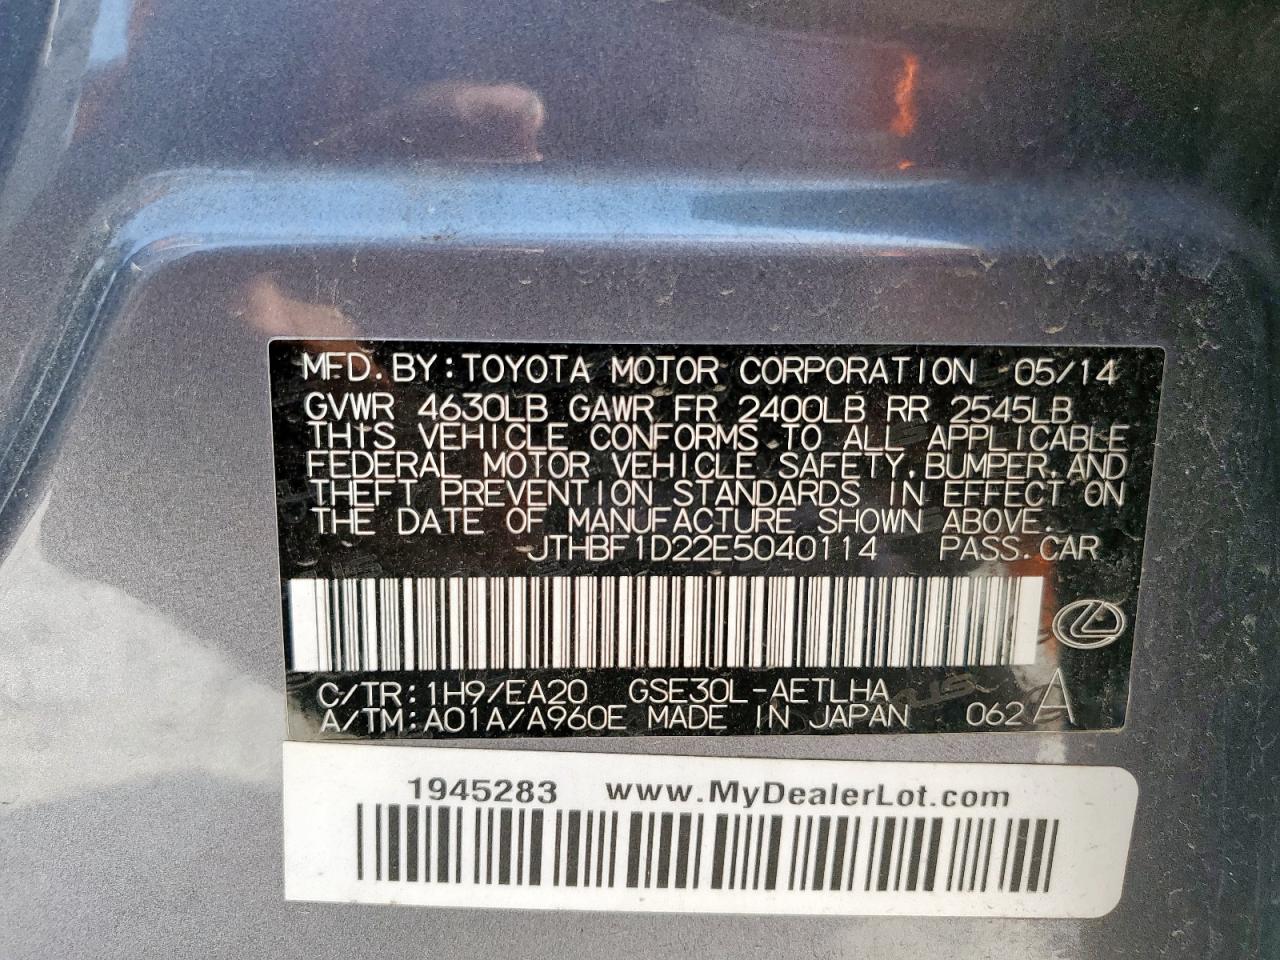 MFD. BY: TOYOTA MOTOR CORPORATION 05/14
GVWR 4630LB GAWR FR 2400LB RR 2545LB
THIS VEHICLE CONFORMS TO ALL APPLICABLE
FEDERAL MOTOR VEHICLE SAFETY, BUMPER, AND
THEFT PREVENTION STANDARDS IN EFFECT ON
THE DATE OF MANUFACTURE SHOWN ABOVE.
JTHBF1D22E5040114 PASS.CAR
C/TR: 1H9/EA20 GSE30L-AETLHA
A/TM: A01A/A960E MADE IN JAPAN 062 A
1945283 www.MyDealerLot.com